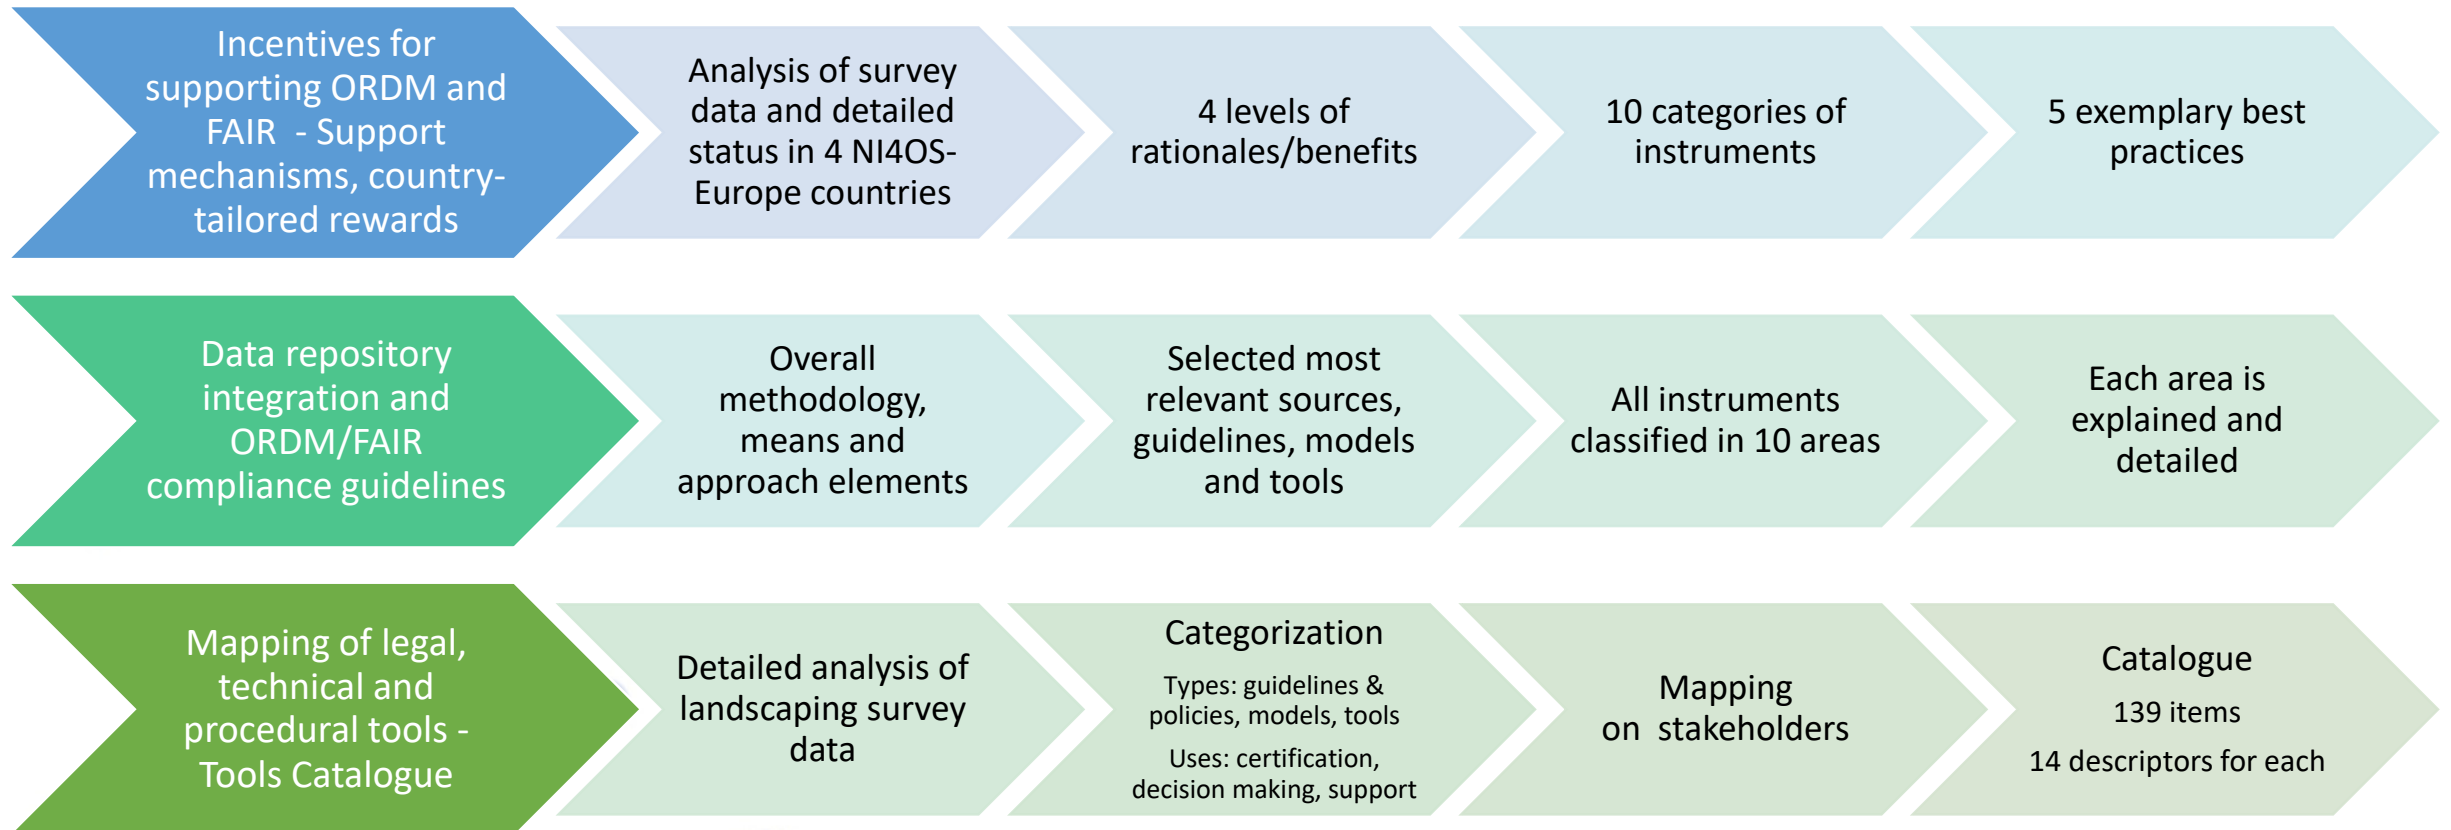 Incentives for
supporting ORDM and
FAIR - Support
mechanisms, country-
tailored rewards
Analysis of survey
data and detailed
status in 4 NI4OS-
Europe countries
4 levels of
rationales/benefits
10 categories of
instruments
5 exemplary best
practices
Data repository
integration and
ORDM/FAIR
compliance guidelines
Overall
methodology,
means and
approach elements
Selected most
relevant sources,
guidelines, models
and tools
All instruments
classified in 10 areas
Each area is
explained and
detailed
Mapping of legal,
technical and
procedural tools -
Tools Catalogue
Detailed analysis of
landscaping survey
data
Categorization
Types: guidelines &
policies, models, tools
Uses: certification,
decision making, support
Mapping
on stakeholders
Catalogue
139 items
14 descriptors for each